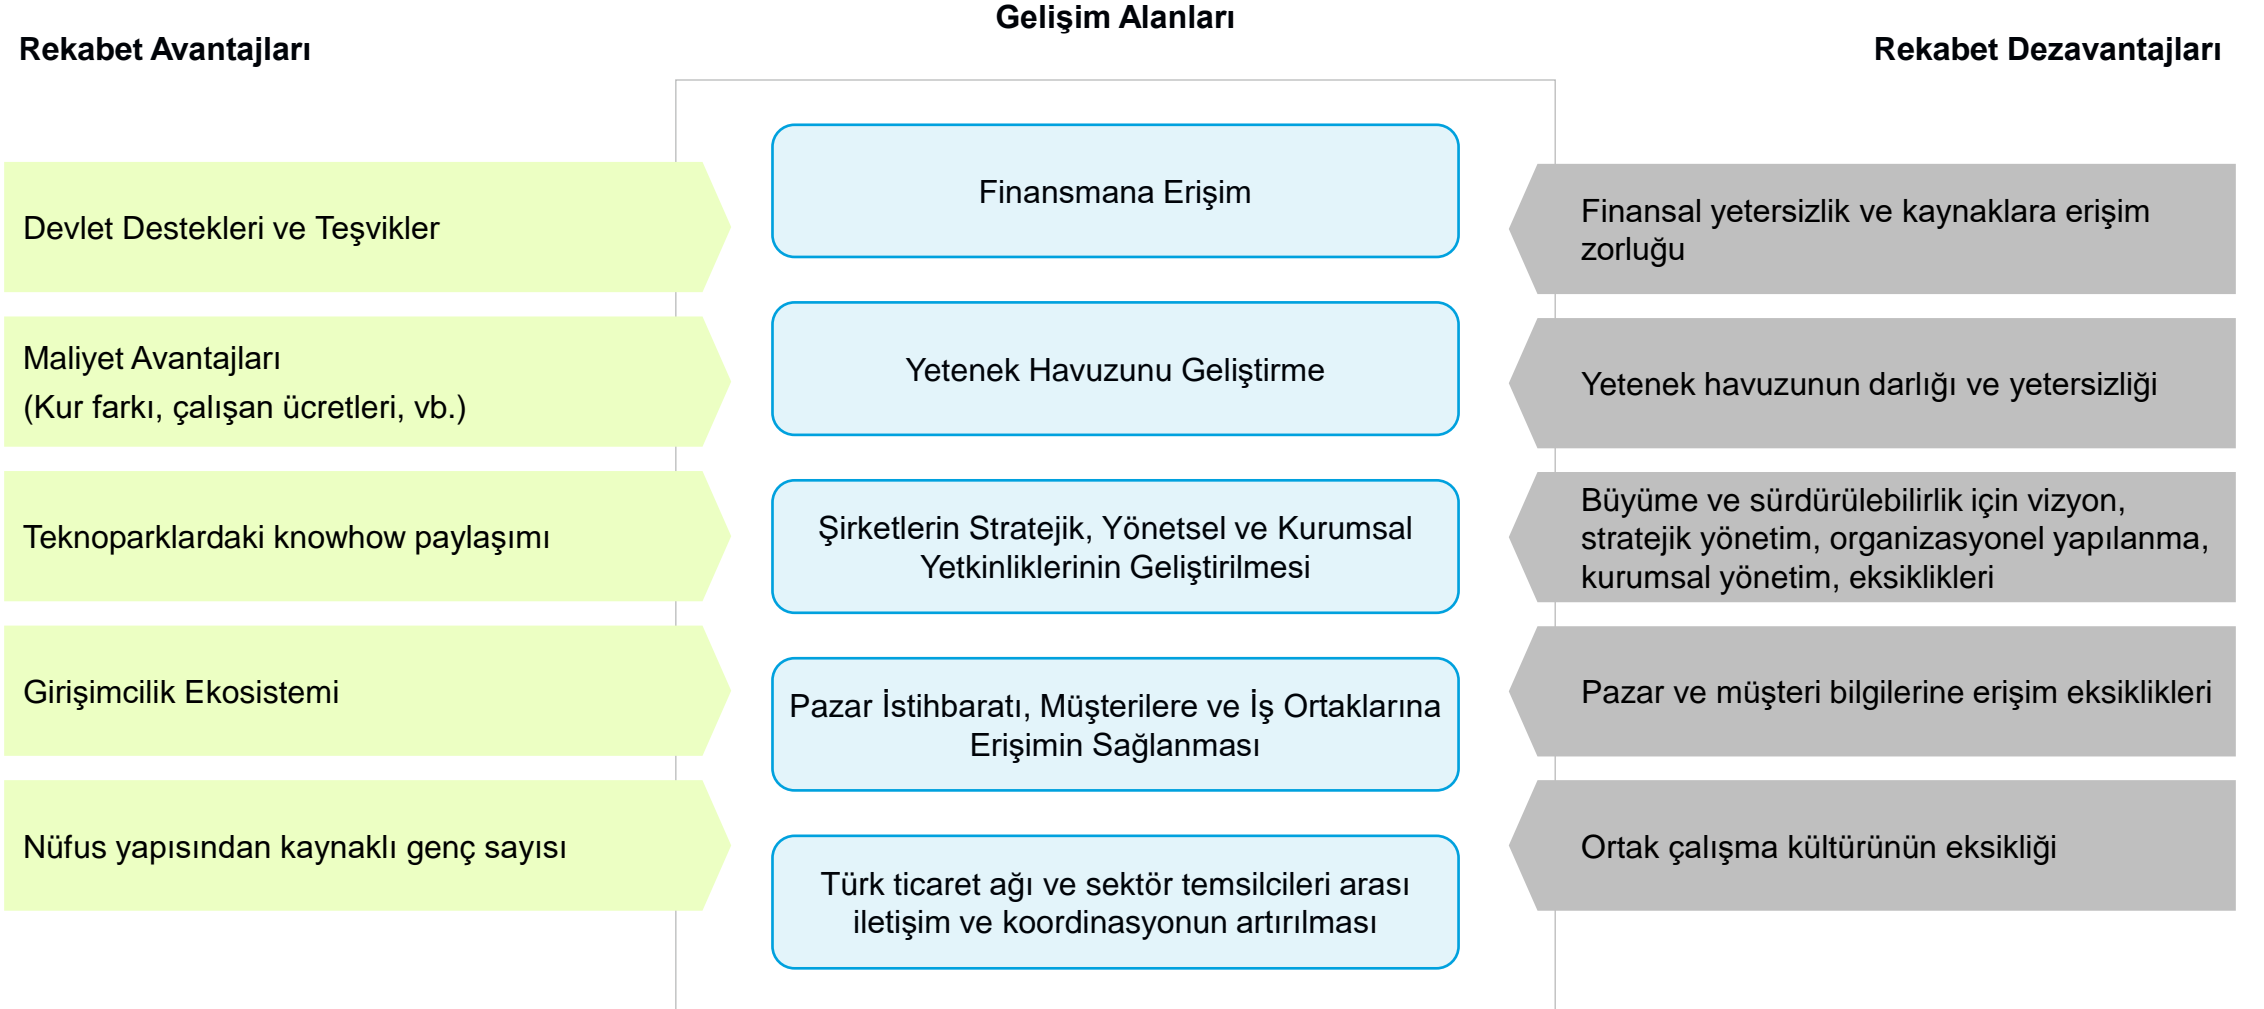 Gelişim Alanları
Rekabet Avantajları
Rekabet Dezavantajları
Devlet Destekleri ve Teşvikler
Maliyet Avantajları
(Kur farkı, çalışan ücretleri, vb.)
Teknoparklardaki knowhow paylaşımı
Girişimcilik Ekosistemi
Nüfus yapısından kaynaklı genç sayısı
Finansmana Erişim
Yetenek Havuzunu Geliştirme
Şirketlerin Stratejik, Yönetsel ve Kurumsal
Yetkinliklerinin Geliştirilmesi
Pazar İstihbaratı, Müşterilere ve İş Ortaklarına
Erişimin Sağlanması
Türk ticaret ağı ve sektör temsilcileri arası
iletişim ve koordinasyonun artırılması
Finansal yetersizlik ve kaynaklara erişim
zorluğu
Yetenek havuzunun darlığı ve yetersizliği
Büyüme ve sürdürülebilirlik için vizyon,
stratejik yönetim, organizasyonel yapılanma,
kurumsal yönetim, eksiklikleri
Pazar ve müşteri bilgilerine erişim eksiklikleri
Ortak çalışma kültürünün eksikliği